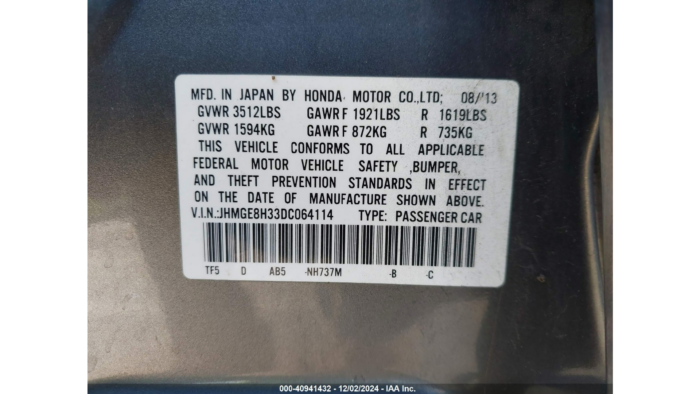 MFD. IN JAPAN BY HONDA MOTOR CO.,LTD; 08/'13
GVWR 3512LBS GAWR F 1921LBS R 1619LBS
GVWR 1594KG GAWR F 872KG R 735KG
THIS VEHICLE CONFORMS TO ALL APPLICABLE
FEDERAL MOTOR VEHICLE SAFETY ,BUMPER,
AND THEFT PREVENTION STANDARDS IN EFFECT
ON THE DATE OF MANUFACTURE SHOWN ABOVE.
V.I.N.:JHMGE8H33DC064114 TYPE: PASSENGER CAR
TF5 D AB5 -NH737M -B -C
000-40941432 - 12/02/2024 - IAA Inc.